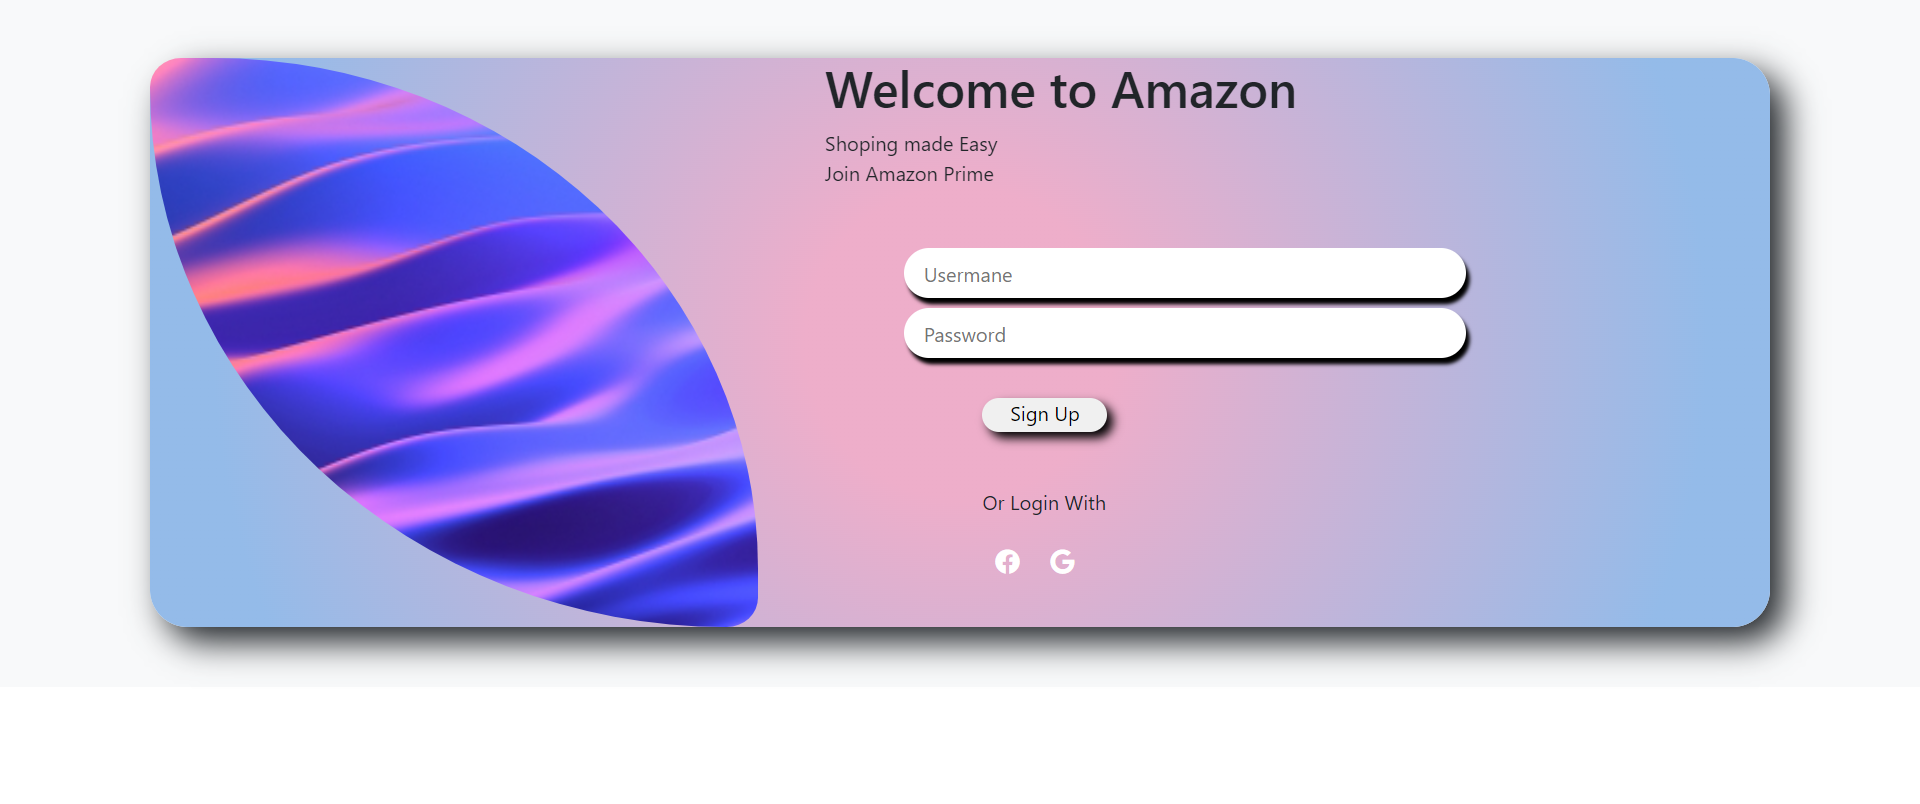 Welcome to Amazon
Shoping made Easy
Join Amazon Prime
Usermane
Password
Sign Up
Or Login With